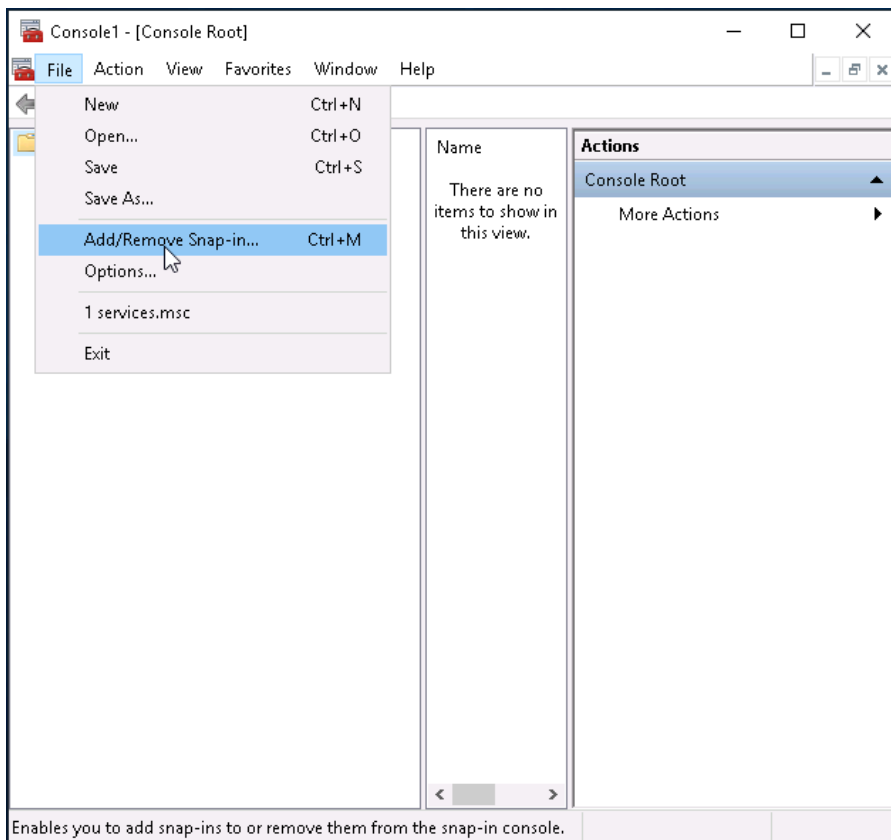 Console1 - [Console Root]
File Action View Favorites Window Help
New Ctrl+N
Open... Ctrl+O
Save Ctrl+S
Save As...
Add/Remove Snap-in... Ctrl+M
Options...
1 services.msc
Exit
Name
There are no
items to show in
this view.
Actions
Console Root
More Actions
Enables you to add snap-ins to or remove them from the snap-in console.